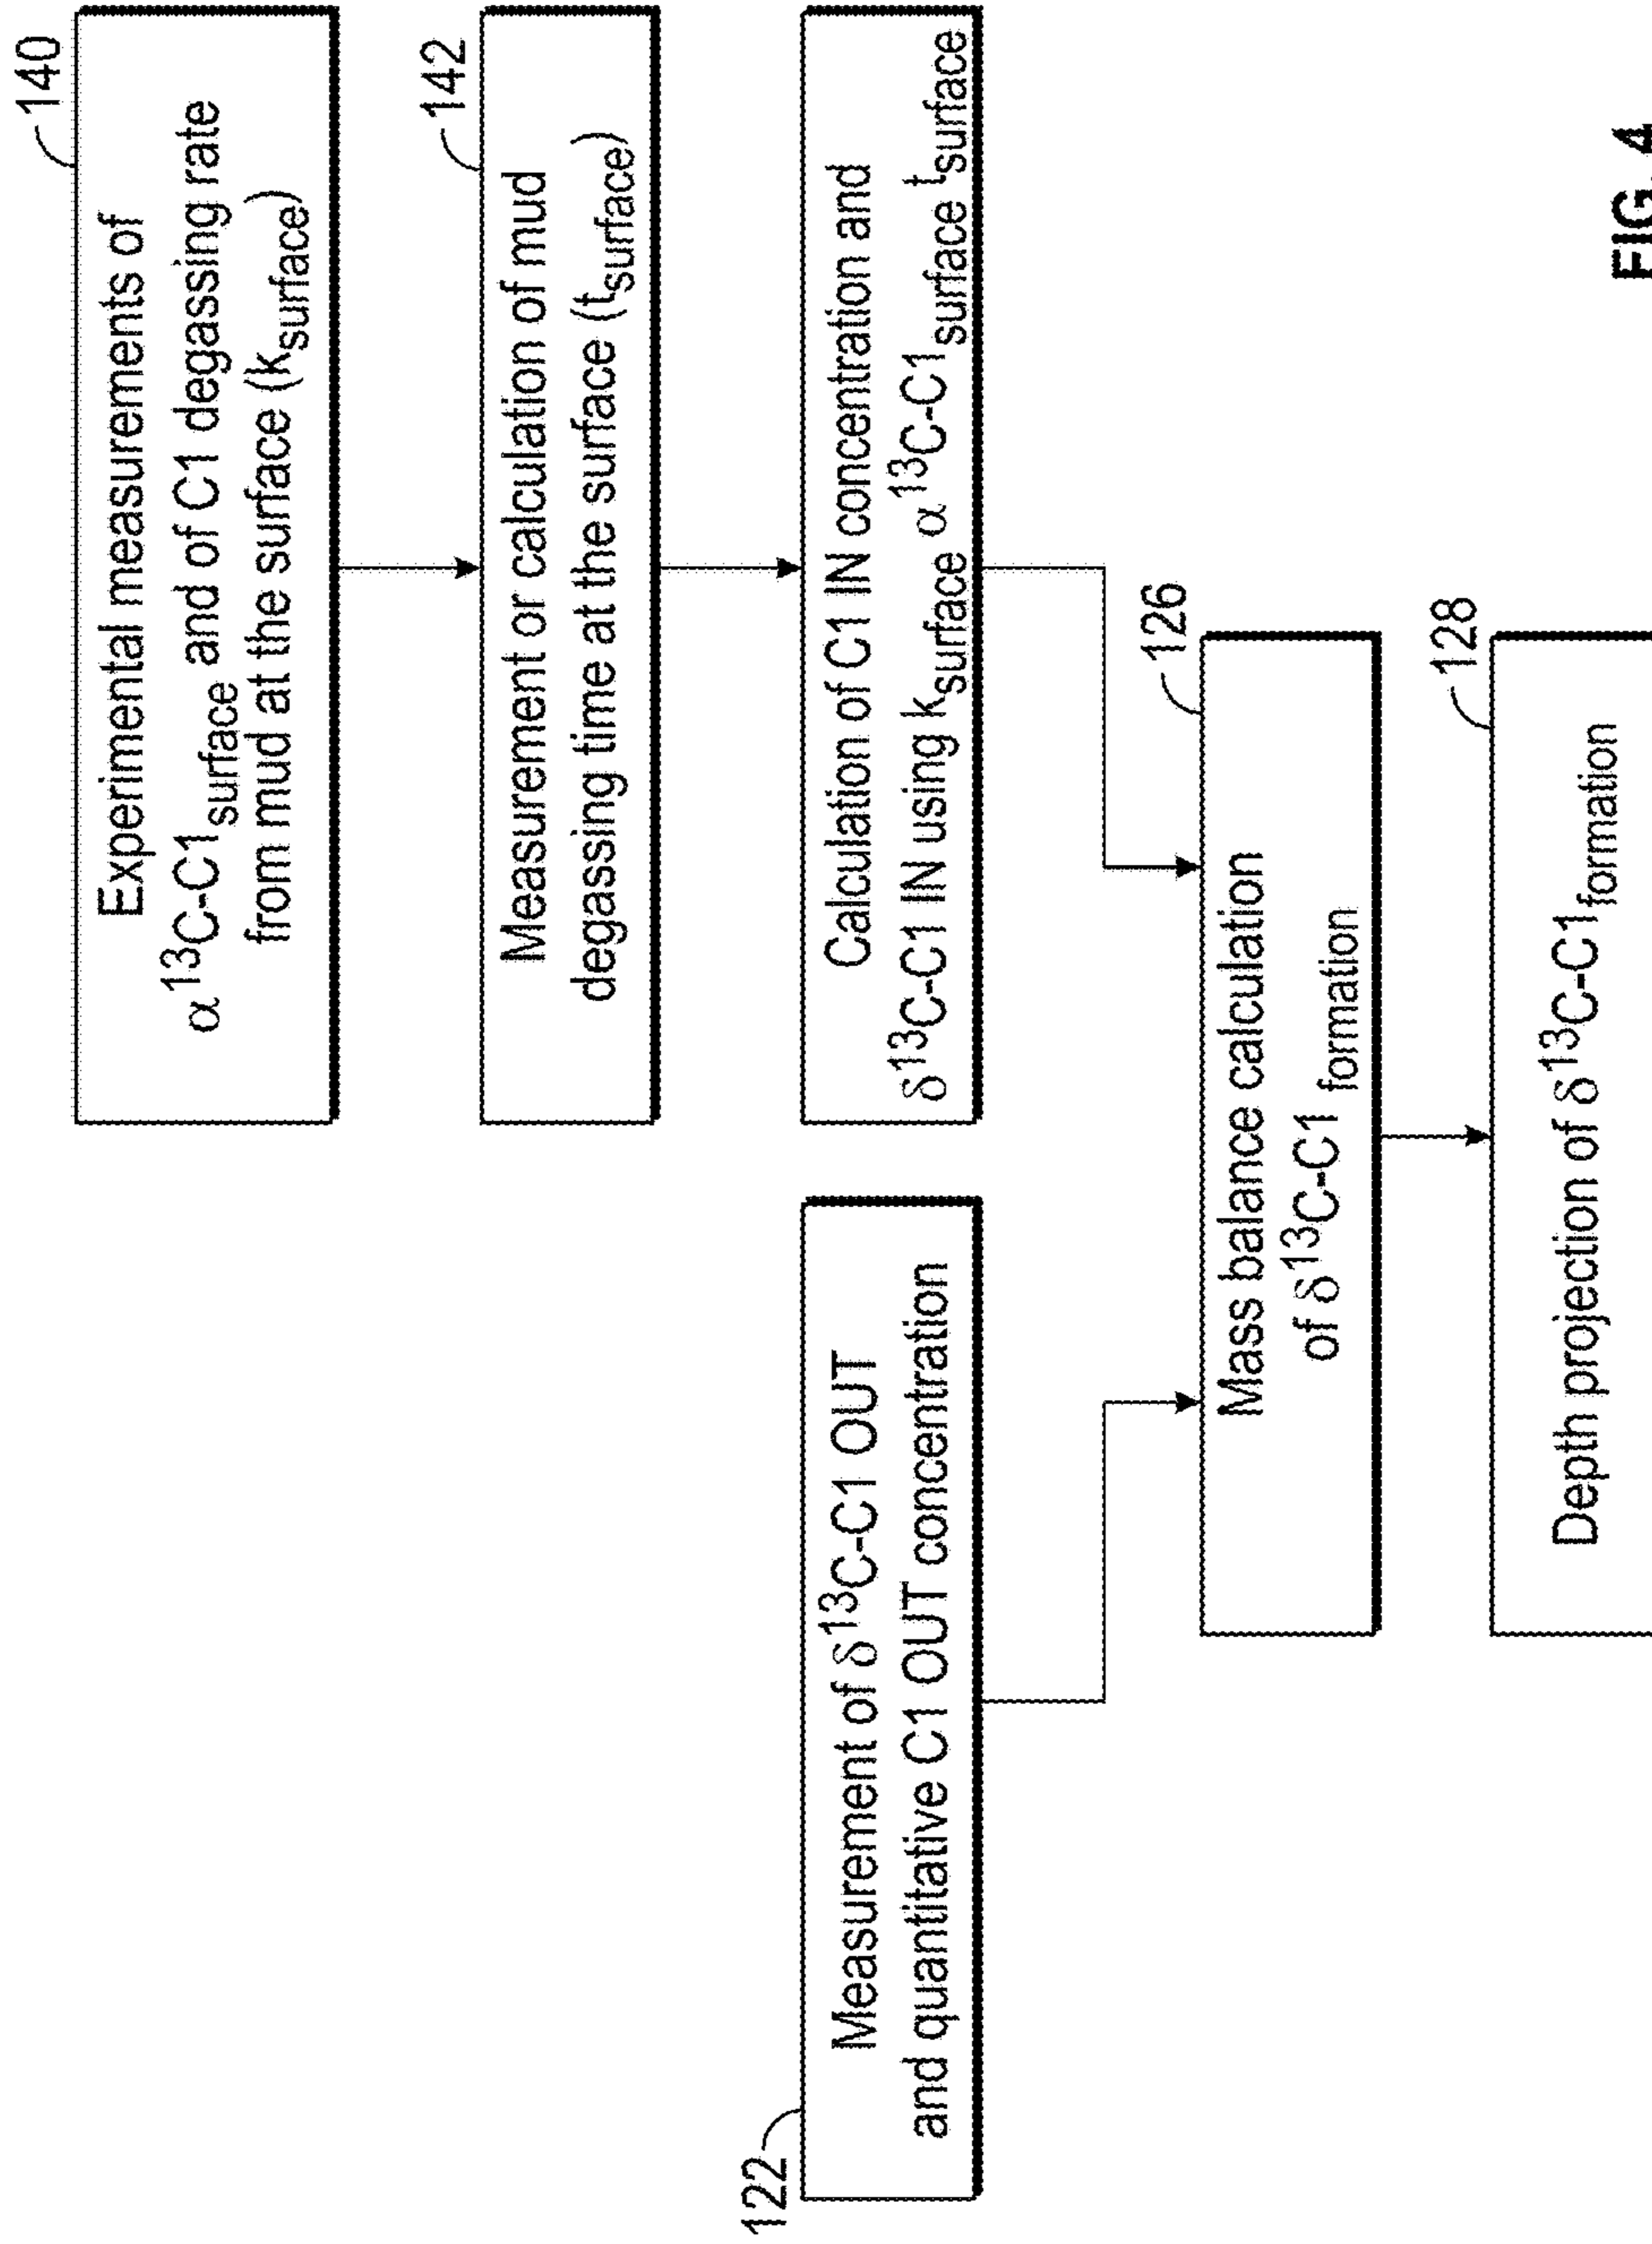 140
Experimental measurements of
α¹³C-C1surface and of C1 degassing rate
from mud at the surface (ksurface)
142
Measurement or calculation of mud
degassing time at the surface (tsurface)
122
Measurement of δ¹³C-C1 OUT
and quantitative C1 OUT concentration
Calculation of C1 IN concentration and
δ¹³C-C1 IN using ksurface α¹³C-C1surface tsurface
126
Mass balance calculation
of δ¹³C-C1 formation
128
Depth projection of δ¹³C-C1formation
FIG. 4